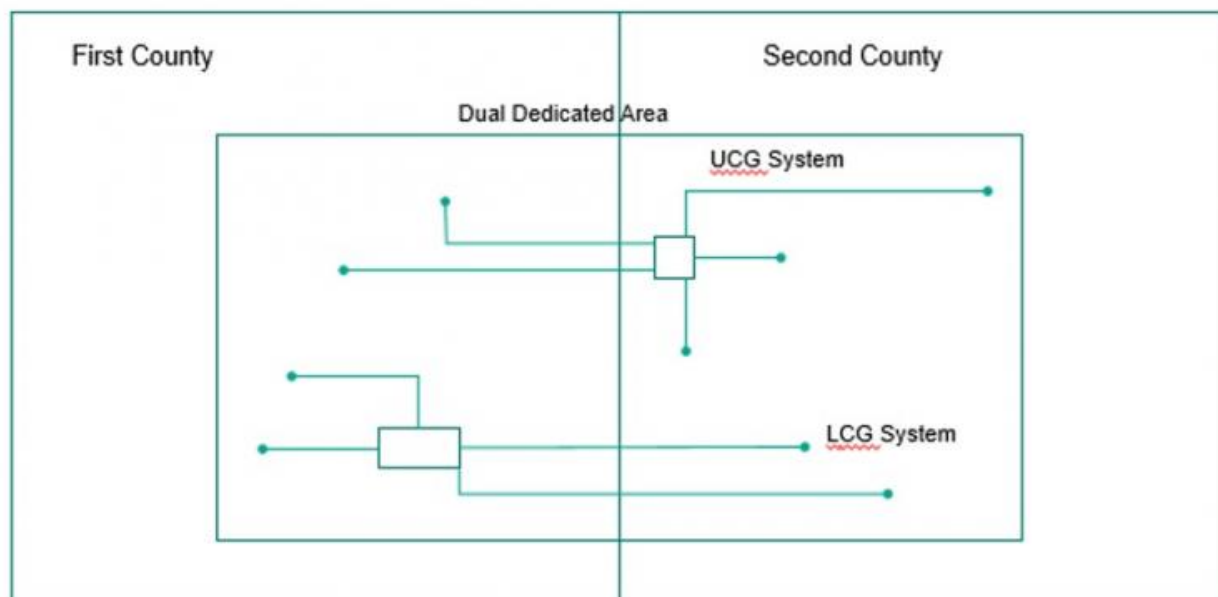 First County
Second County
Dual Dedicated Area
UCG System
LCG System